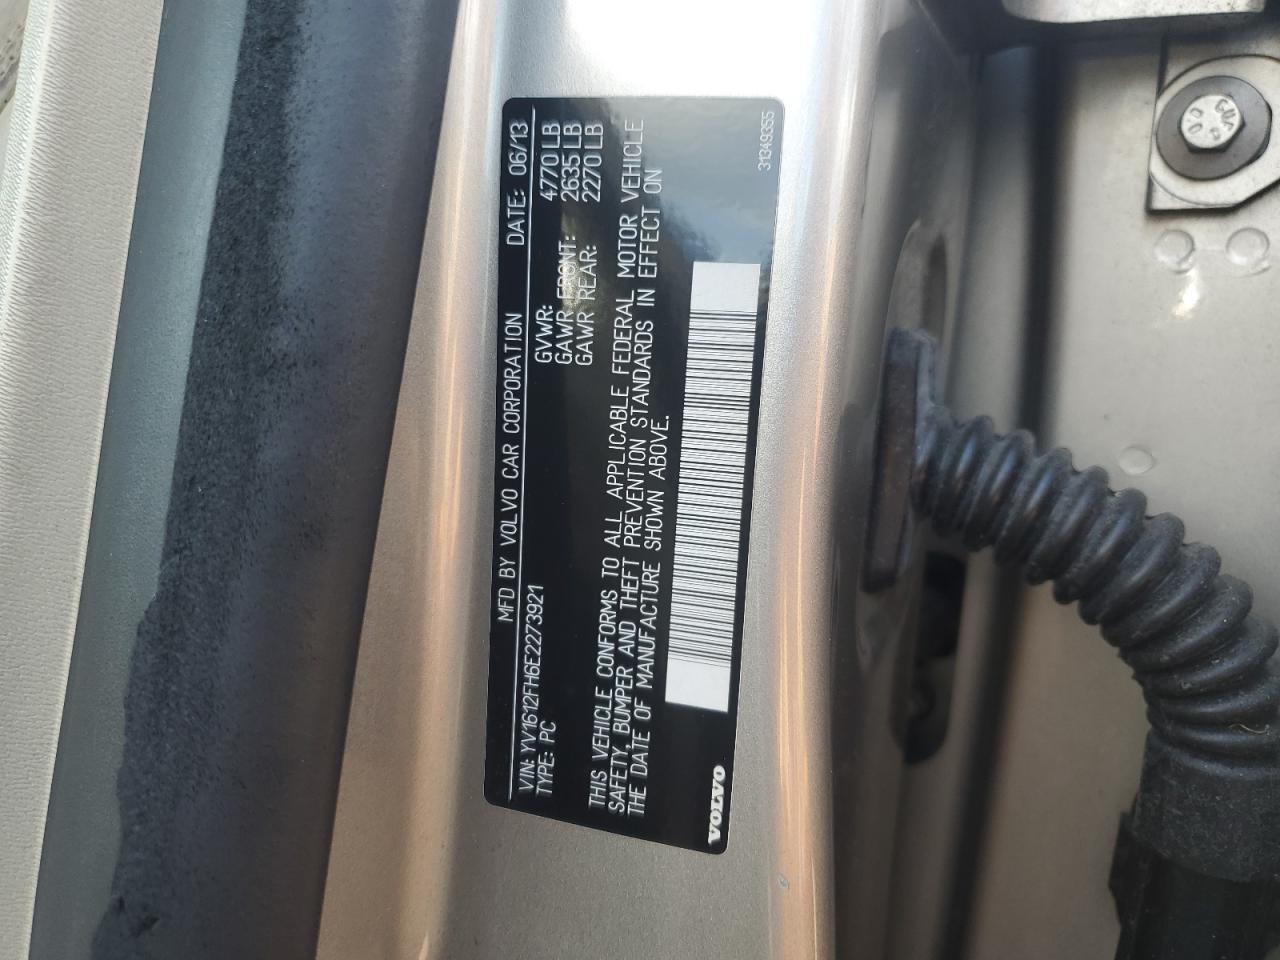 MFD BY VOLVO CAR CORPORATION DATE: 06/13
VIN: YV1612FH6E2273921 GVWR: 4770 LB
TYPE: PC GAWR FRONT: 2635 LB
GAWR REAR: 2270 LB
THIS VEHICLE CONFORMS TO ALL APPLICABLE FEDERAL MOTOR VEHICLE
SAFETY, BUMPER AND THEFT PREVENTION STANDARDS IN EFFECT ON
THE DATE OF MANUFACTURE SHOWN ABOVE.
VOLVO
31349355